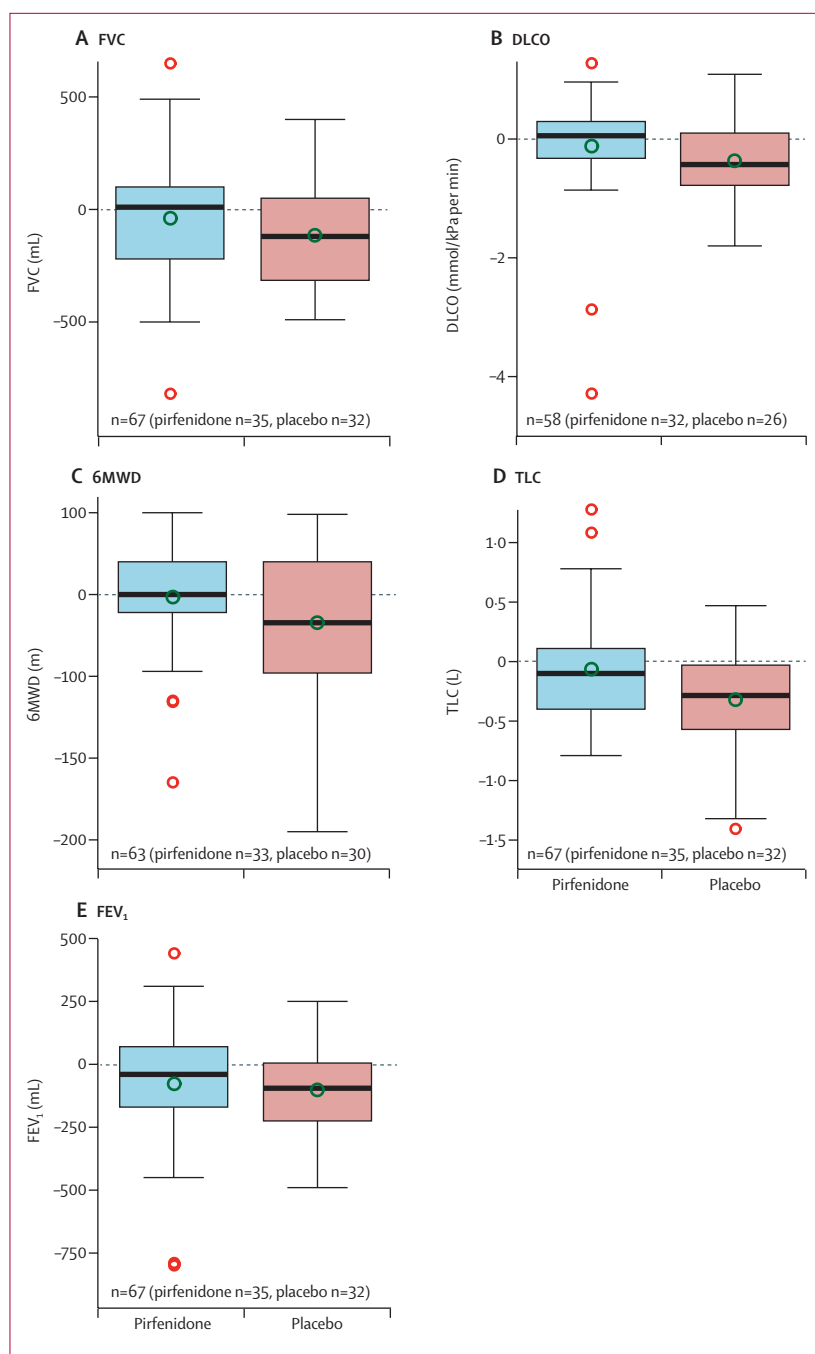 A FVC
500
0
–500
FVC (mL)
n=67 (pirfenidone n=35, placebo n=32)
B DLCO
0
–2
–4
DLCO (mmol/kPa per min)
n=58 (pirfenidone n=32, placebo n=26)
C 6MWD
100
0
–100
–150
–200
6MWD (m)
n=63 (pirfenidone n=33, placebo n=30)
D TLC
1·0
0·5
0
–0·5
–1·0
–1·5
TLC (L)
n=67 (pirfenidone n=35, placebo n=32)
Pirfenidone Placebo
E FEV₁
500
250
0
–250
–500
–750
FEV₁ (mL)
n=67 (pirfenidone n=35, placebo n=32)
Pirfenidone Placebo